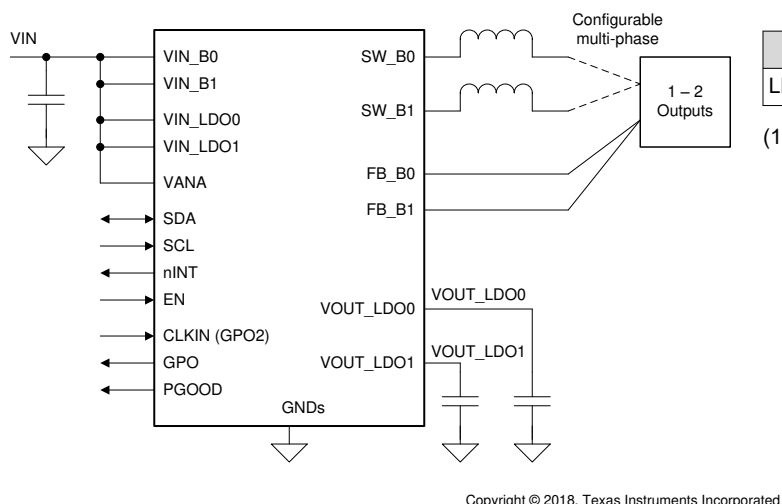 VIN
VIN_B0
VIN_B1
VIN_LDO0
VIN_LDO1
VANA
SDA
SCL
nINT
EN
CLKIN (GPO2)
GPO
PGOOD
GNDs
SW_B0
SW_B1
FB_B0
FB_B1
VOUT_LDO0
VOUT_LDO1
VOUT_LDO0
VOUT_LDO1
Configurable
multi-phase
1 – 2
Outputs
(1
Copyright © 2018, Texas Instruments Incorporated